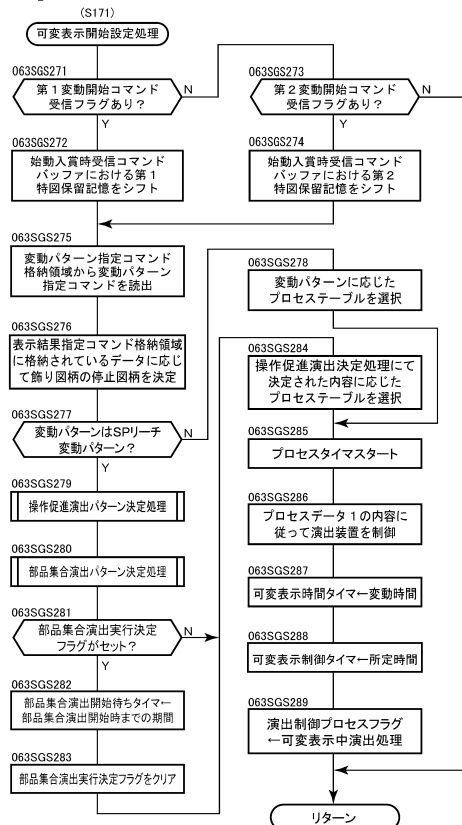 (S171)
可変表示開始設定処理
063SGS271
第1変動開始コマンド
受信フラグあり?
N
Y
063SGS272
始動入賞時受信コマンド
バッファにおける第1
特図保留記憶をシフト
063SGS273
第2変動開始コマンド
受信フラグあり?
N
Y
063SGS274
始動入賞時受信コマンド
バッファにおける第2
特図保留記憶をシフト
063SGS275
変動パターン指定コマンド
格納領域から変動パターン
指定コマンドを読出
063SGS276
表示結果指定コマンド格納領域
に格納されているデータに応じ
て飾り図柄の停止図柄を決定
063SGS277
変動パターンはSPリーチ
変動パターン?
N
Y
063SGS278
変動パターンに応じた
プロセステーブルを選択
063SGS279
操作促進演出パターン決定処理
063SGS280
部品集合演出パターン決定処理
063SGS281
部品集合演出実行決定
フラグがセット?
N
Y
063SGS282
部品集合演出開始待ちタイマ←
部品集合演出開始時までの期間
063SGS283
部品集合演出実行決定フラグをクリア
063SGS284
操作促進演出決定処理にて
決定された内容に応じた
プロセステーブルを選択
063SGS285
プロセスタイマスタート
063SGS286
プロセスデータ1の内容に
従って演出装置を制御
063SGS287
可変表示時間タイマ←変動時間
063SGS288
可変表示制御タイマ←所定時間
063SGS289
演出制御プロセスフラグ
←可変表示中演出処理
リターン